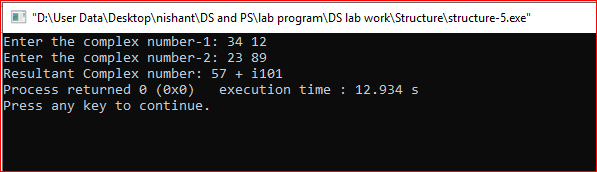 "D:\User Data\Desktop\nishant\DS and PS\lab program\DS lab work\Structure\structure-5.exe"
Enter the complex number-1: 34 12
Enter the complex number-2: 23 89
Resultant Complex number: 57 + i101
Process returned 0 (0x0)   execution time : 12.934 s
Press any key to continue.